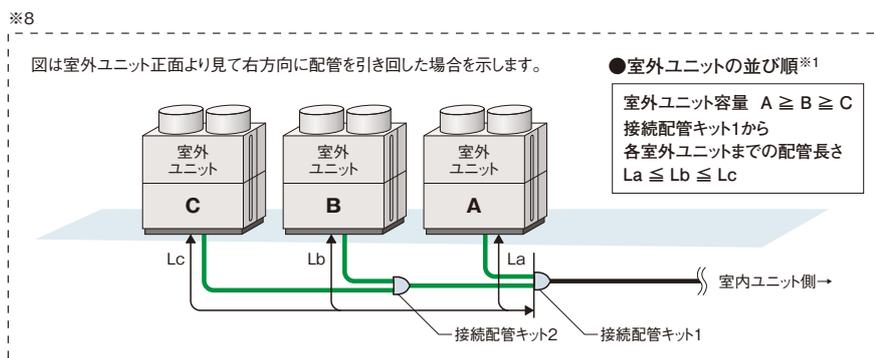 ※8
図は室外ユニット正面より見て右方向に配管を引き回した場合を示します。
●室外ユニットの並び順※1
室外ユニット容量 A ≧ B ≧ C
接続配管キット1から
各室外ユニットまでの配管長さ
La ≦ Lb ≦ Lc
室外
ユニット
C
室外
ユニット
B
室外
ユニット
A
Lc
Lb
La
室内ユニット側→
接続配管キット2
接続配管キット1